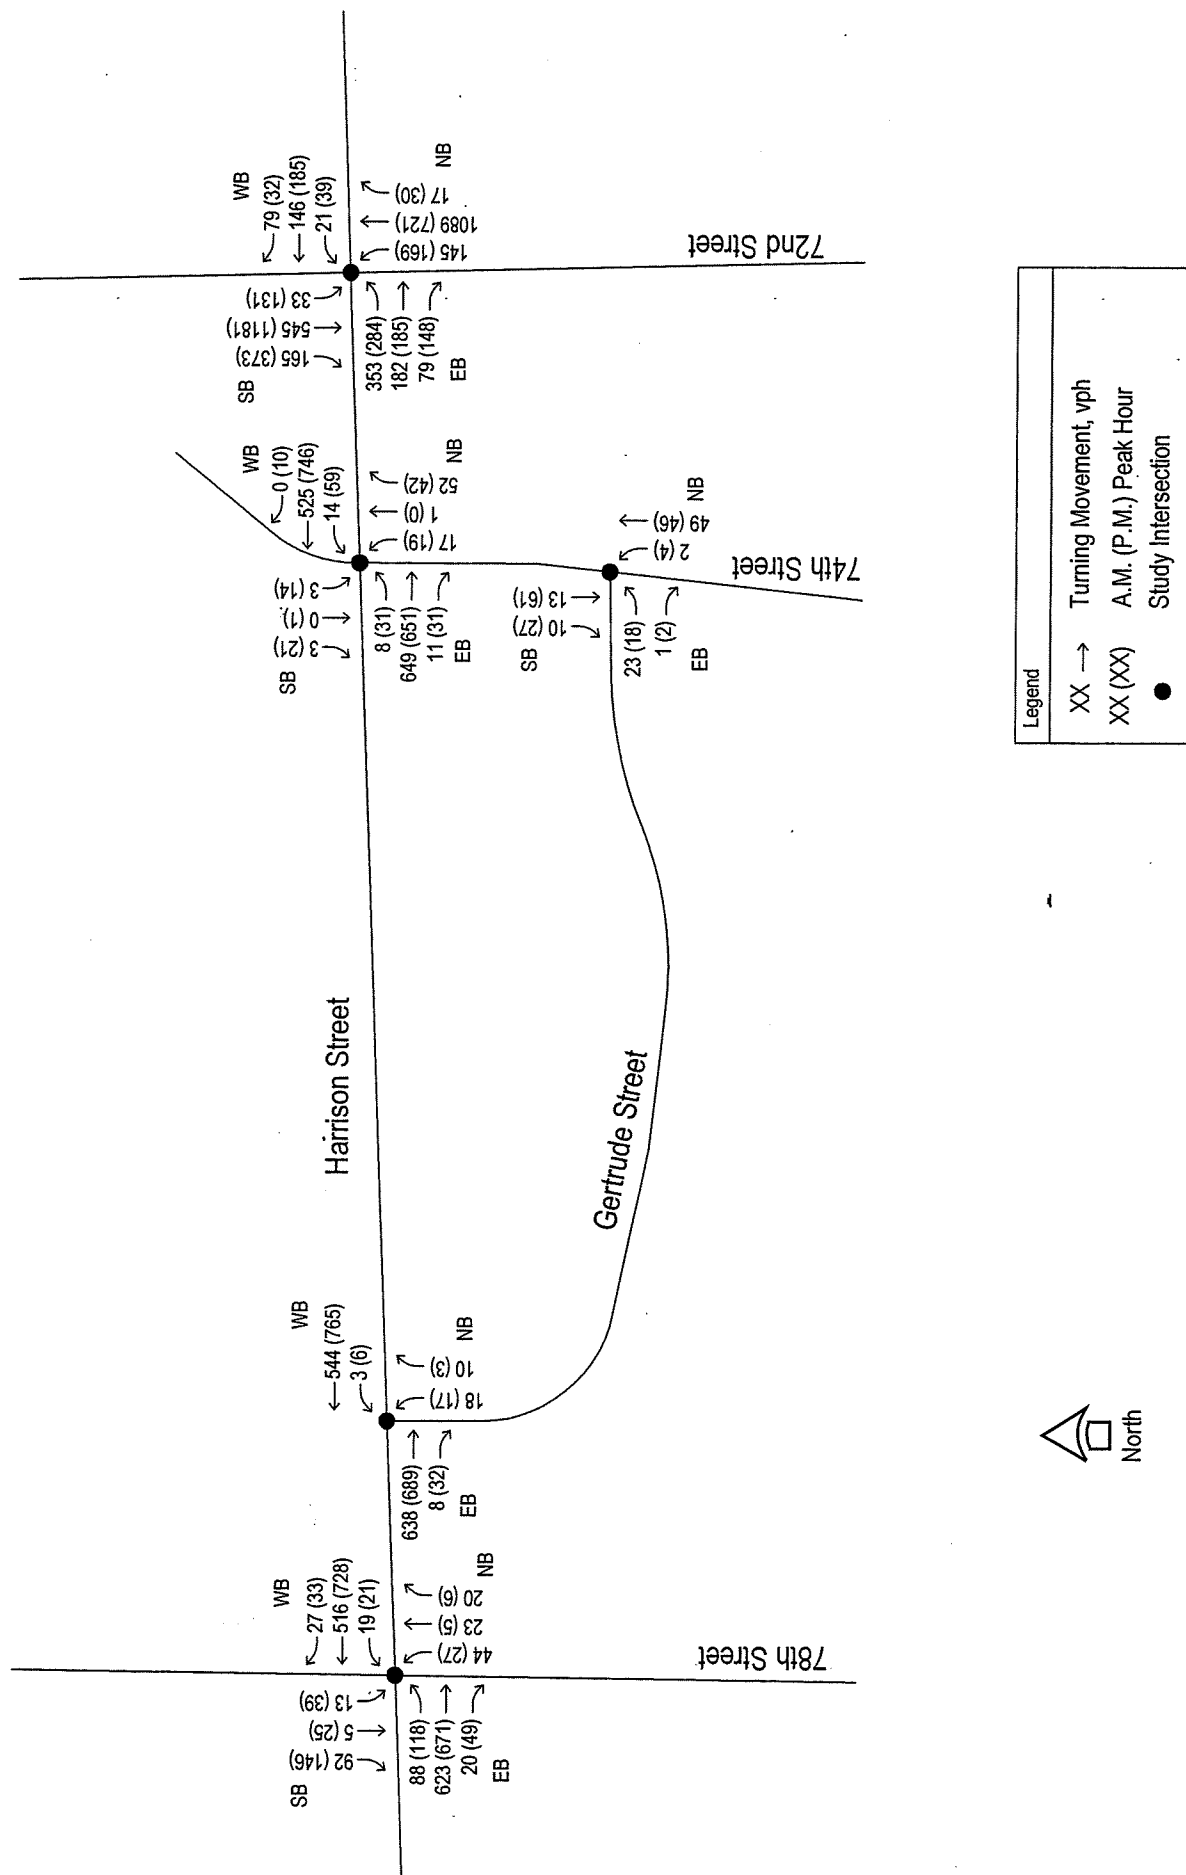 WB
27 (33)
516 (728)
19 (21)
SB
92 (146)
5 (25)
13 (39)
88 (118)
623 (671)
20 (49)
EB
44 (27)
23 (5)
20 (6)
NB
78th Street
WB
544 (765)
3 (6)
638 (689)
8 (32)
EB
18 (17)
10 (3)
NB
Harrison Street
Gertrude Street
WB
0 (10)
525 (746)
14 (59)
SB
3 (21)
0 (1)
3 (14)
8 (31)
649 (651)
11 (31)
EB
17 (19)
1 (0)
52 (42)
NB
SB
10 (27)
13 (61)
23 (18)
1 (2)
EB
2 (4)
49 (46)
NB
74th Street
WB
79 (32)
146 (185)
21 (39)
SB
165 (373)
545 (1181)
33 (131)
353 (284)
182 (185)
79 (148)
EB
145 (169)
1089 (721)
17 (30)
NB
72nd Street
North
Legend
XX → Turning Movement, vph
XX (XX) A.M. (P.M.) Peak Hour
● Study Intersection